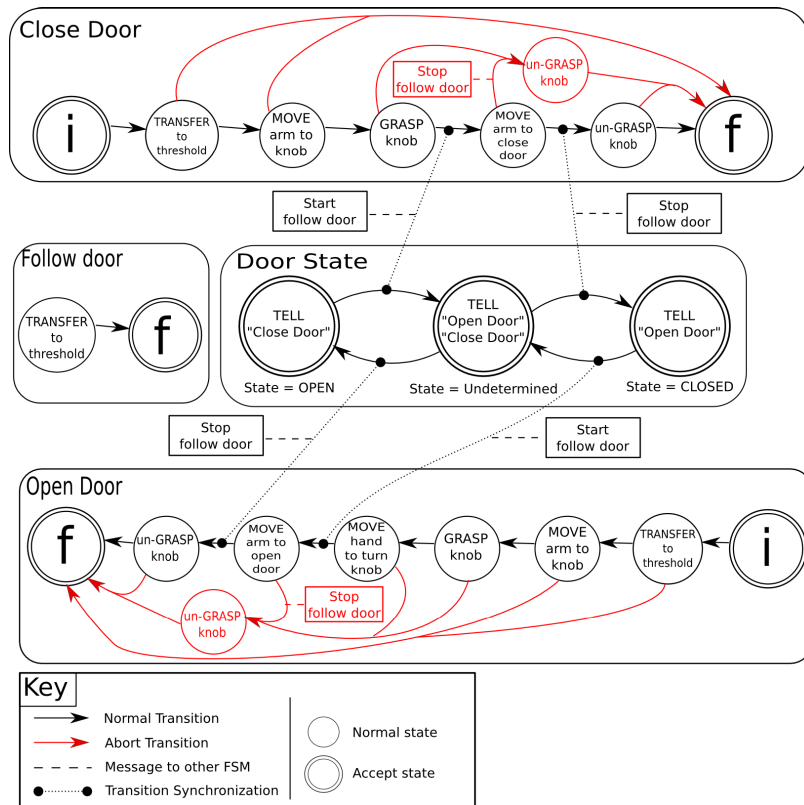 Close Door
i
TRANSFER
to
threshold
MOVE
arm to
knob
GRASP
knob
Stop
follow door
MOVE
arm to
close
door
un-GRASP
knob
un-GRASP
knob
f
Start
follow door
Stop
follow door
Follow door
TRANSFER
to
threshold
f
Door State
TELL
"Close Door"
State = OPEN
TELL
"Open Door"
"Close Door"
State = Undetermined
TELL
"Open Door"
State = CLOSED
Stop
follow door
Start
follow door
Open Door
f
un-GRASP
knob
MOVE
arm to
open
door
MOVE
hand
to turn
knob
GRASP
knob
MOVE
arm to
knob
TRANSFER
to
threshold
i
un-GRASP
knob
Stop
follow door
Key
Normal Transition
Abort Transition
Message to other FSM
Transition Synchronization
Normal state
Accept state